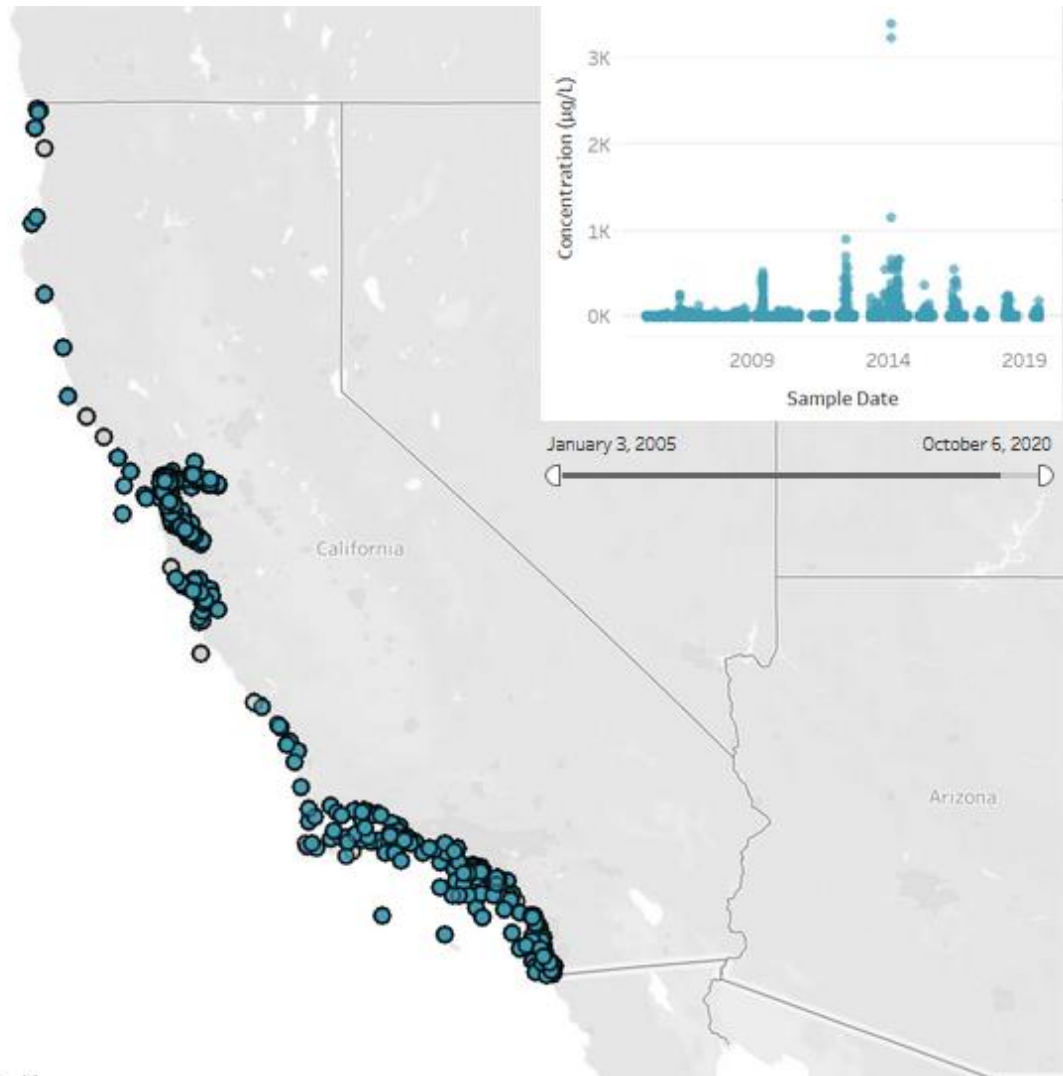 3K
2K
1K
0K
Concentration (µg/L)
2009 2014 2019
Sample Date
January 3, 2005 October 6, 2020
California
Arizona